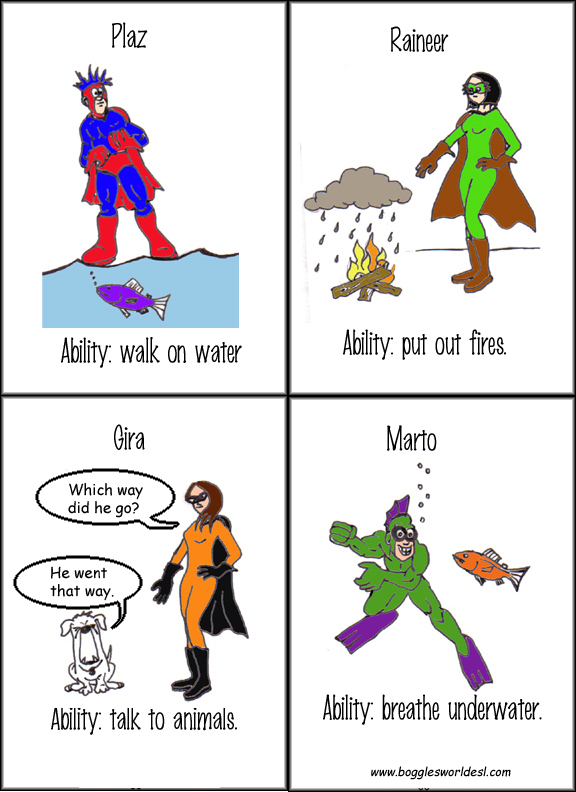 Plaz
Ability: walk on water
Raineer
Ability: put out fires.
Gira
Which way
did he go?
He went
that way.
Ability: talk to animals.
Marto
Ability: breathe underwater.
www.bogglesworldesl.com